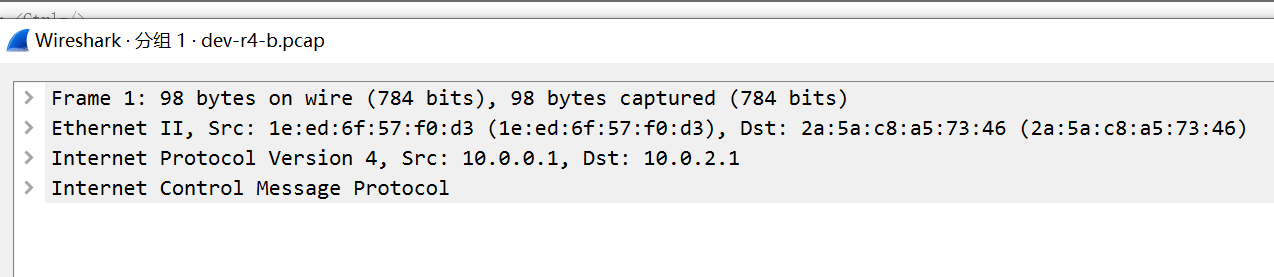 Wireshark · 分组 1 · dev-r4-b.pcap
Frame 1: 98 bytes on wire (784 bits), 98 bytes captured (784 bits)
Ethernet II, Src: 1e:ed:6f:57:f0:d3 (1e:ed:6f:57:f0:d3), Dst: 2a:5a:c8:a5:73:46 (2a:5a:c8:a5:73:46)
Internet Protocol Version 4, Src: 10.0.0.1, Dst: 10.0.2.1
Internet Control Message Protocol